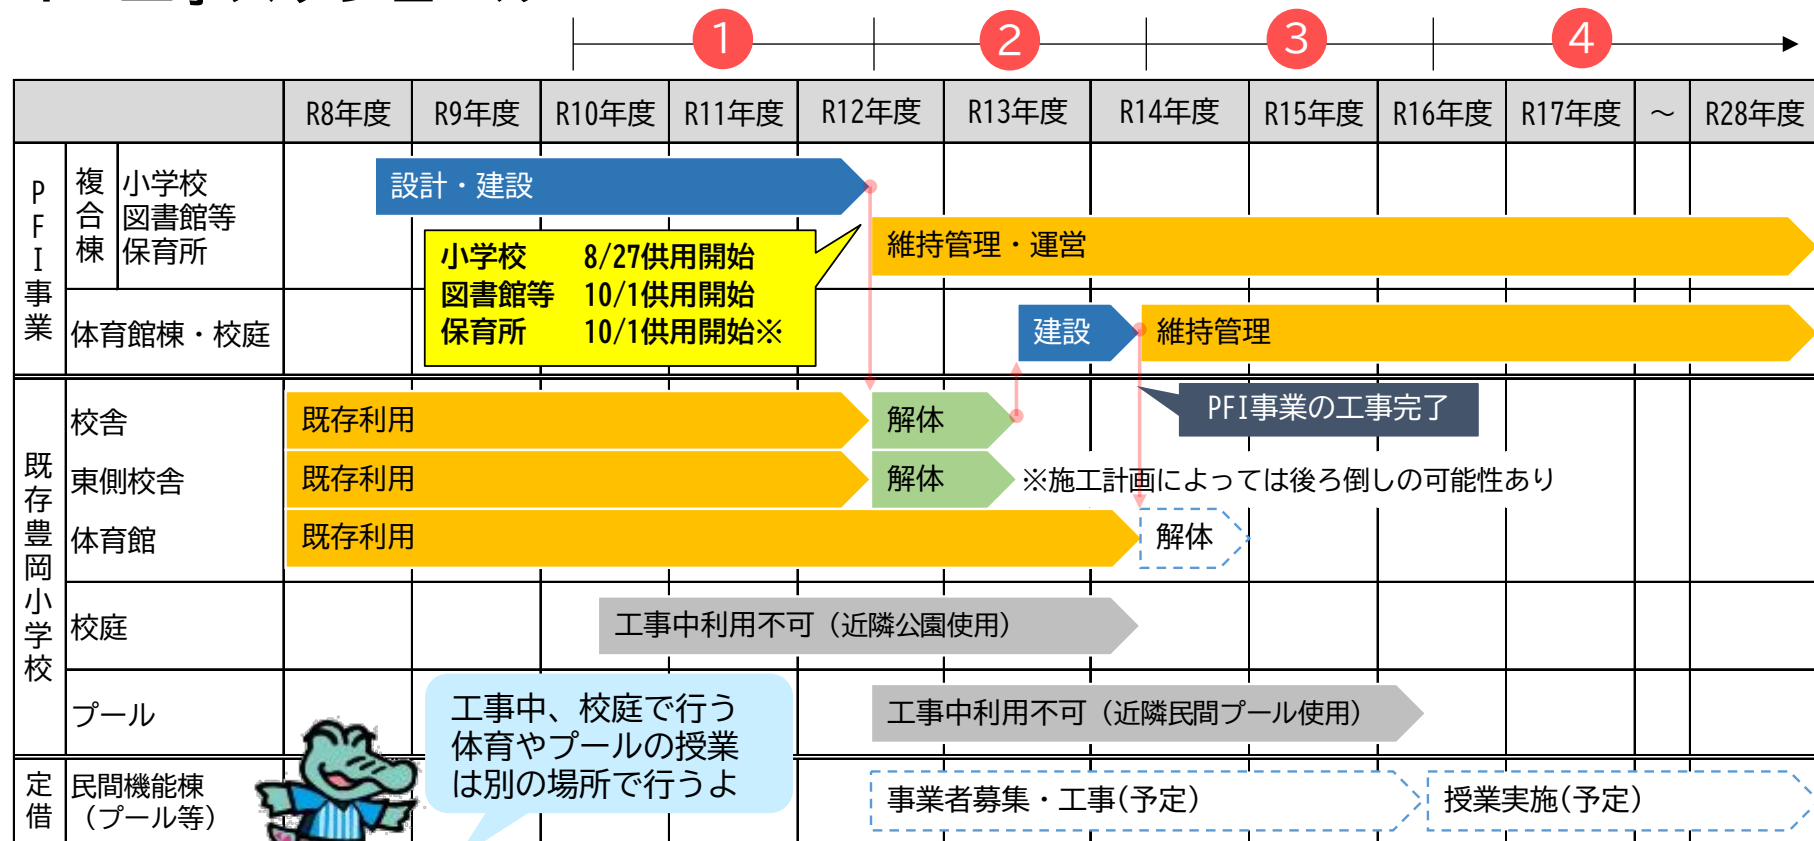 1
2
3
4
R8年度 R9年度 R10年度 R11年度 R12年度 R13年度 R14年度 R15年度 R16年度 R17年度 ～ R28年度
PFI事業
複合棟
小学校
図書館等
保育所
設計・建設
維持管理・運営
小学校 8/27供用開始
図書館等 10/1供用開始
保育所 10/1供用開始※
体育館棟・校庭
建設
維持管理
PFI事業の工事完了
既存豊岡小学校
校舎
既存利用
解体
東側校舎
既存利用
解体
※施工計画によっては後ろ倒しの可能性あり
体育館
既存利用
解体
校庭
工事中利用不可（近隣公園使用）
プール
工事中利用不可（近隣民間プール使用）
工事中、校庭で行う
体育やプールの授業
は別の場所で行うよ
定借
民間機能棟
（プール等）
事業者募集・工事(予定)
授業実施(予定)